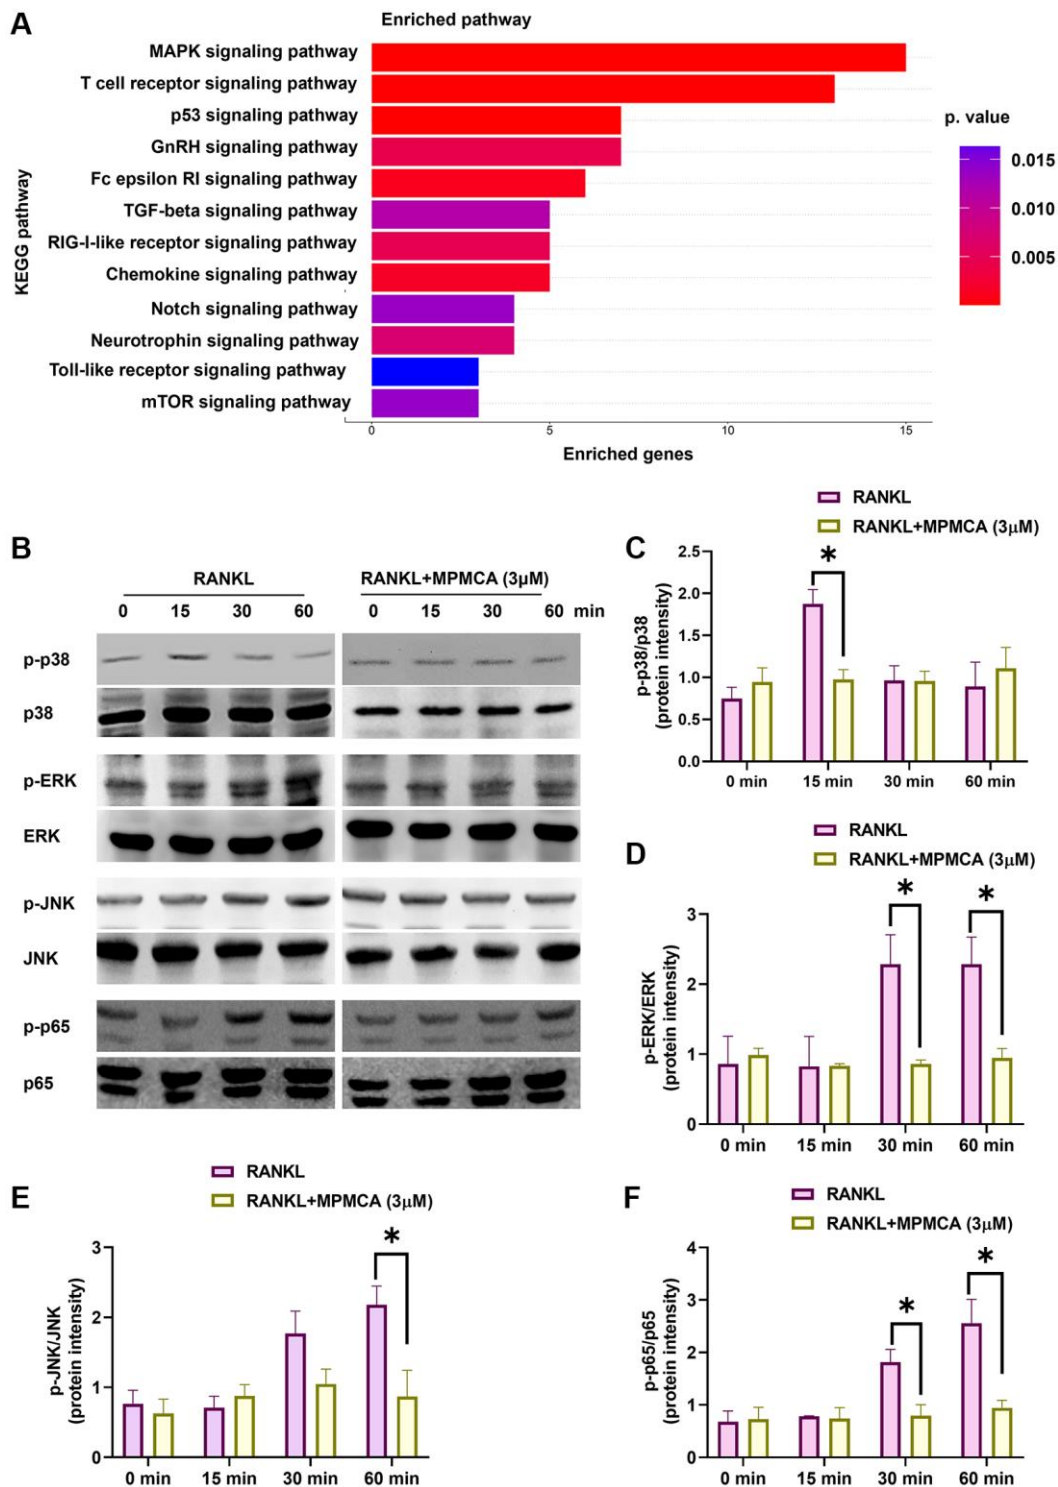 A
Enriched pathway
KEGG pathway
MAPK signaling pathway
T cell receptor signaling pathway
p53 signaling pathway
GnRH signaling pathway
Fc epsilon RI signaling pathway
TGF-beta signaling pathway
RIG-I-like receptor signaling pathway
Chemokine signaling pathway
Notch signaling pathway
Neurotrophin signaling pathway
Toll-like receptor signaling pathway
mTOR signaling pathway
0 5 10 15
Enriched genes
p. value
0.015
0.010
0.005
B
RANKL RANKL+MPMCA (3µM)
0 15 30 60 0 15 30 60 min
p-p38
p38
p-ERK
ERK
p-JNK
JNK
p-p65
p65
C
RANKL
RANKL+MPMCA (3µM)
p-p38/p38
(protein intensity)
2.5
2.0
1.5
1.0
0.5
0.0
*
0 min 15 min 30 min 60 min
D
RANKL
RANKL+MPMCA (3µM)
p-ERK/ERK
(protein intensity)
3
2
1
0
* *
0 min 15 min 30 min 60 min
E
RANKL
RANKL+MPMCA (3µM)
p-JNK/JNK
(protein intensity)
3
2
1
0
*
0 min 15 min 30 min 60 min
F
RANKL
RANKL+MPMCA (3µM)
p-p65/p65
(protein intensity)
4
3
2
1
0
* *
0 min 15 min 30 min 60 min